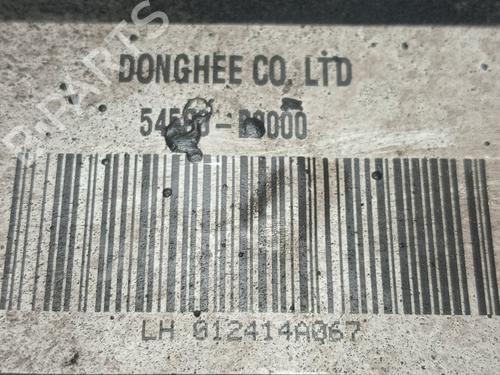 DONGHEE CO. LTD
LH 012414A067
B-PARTS